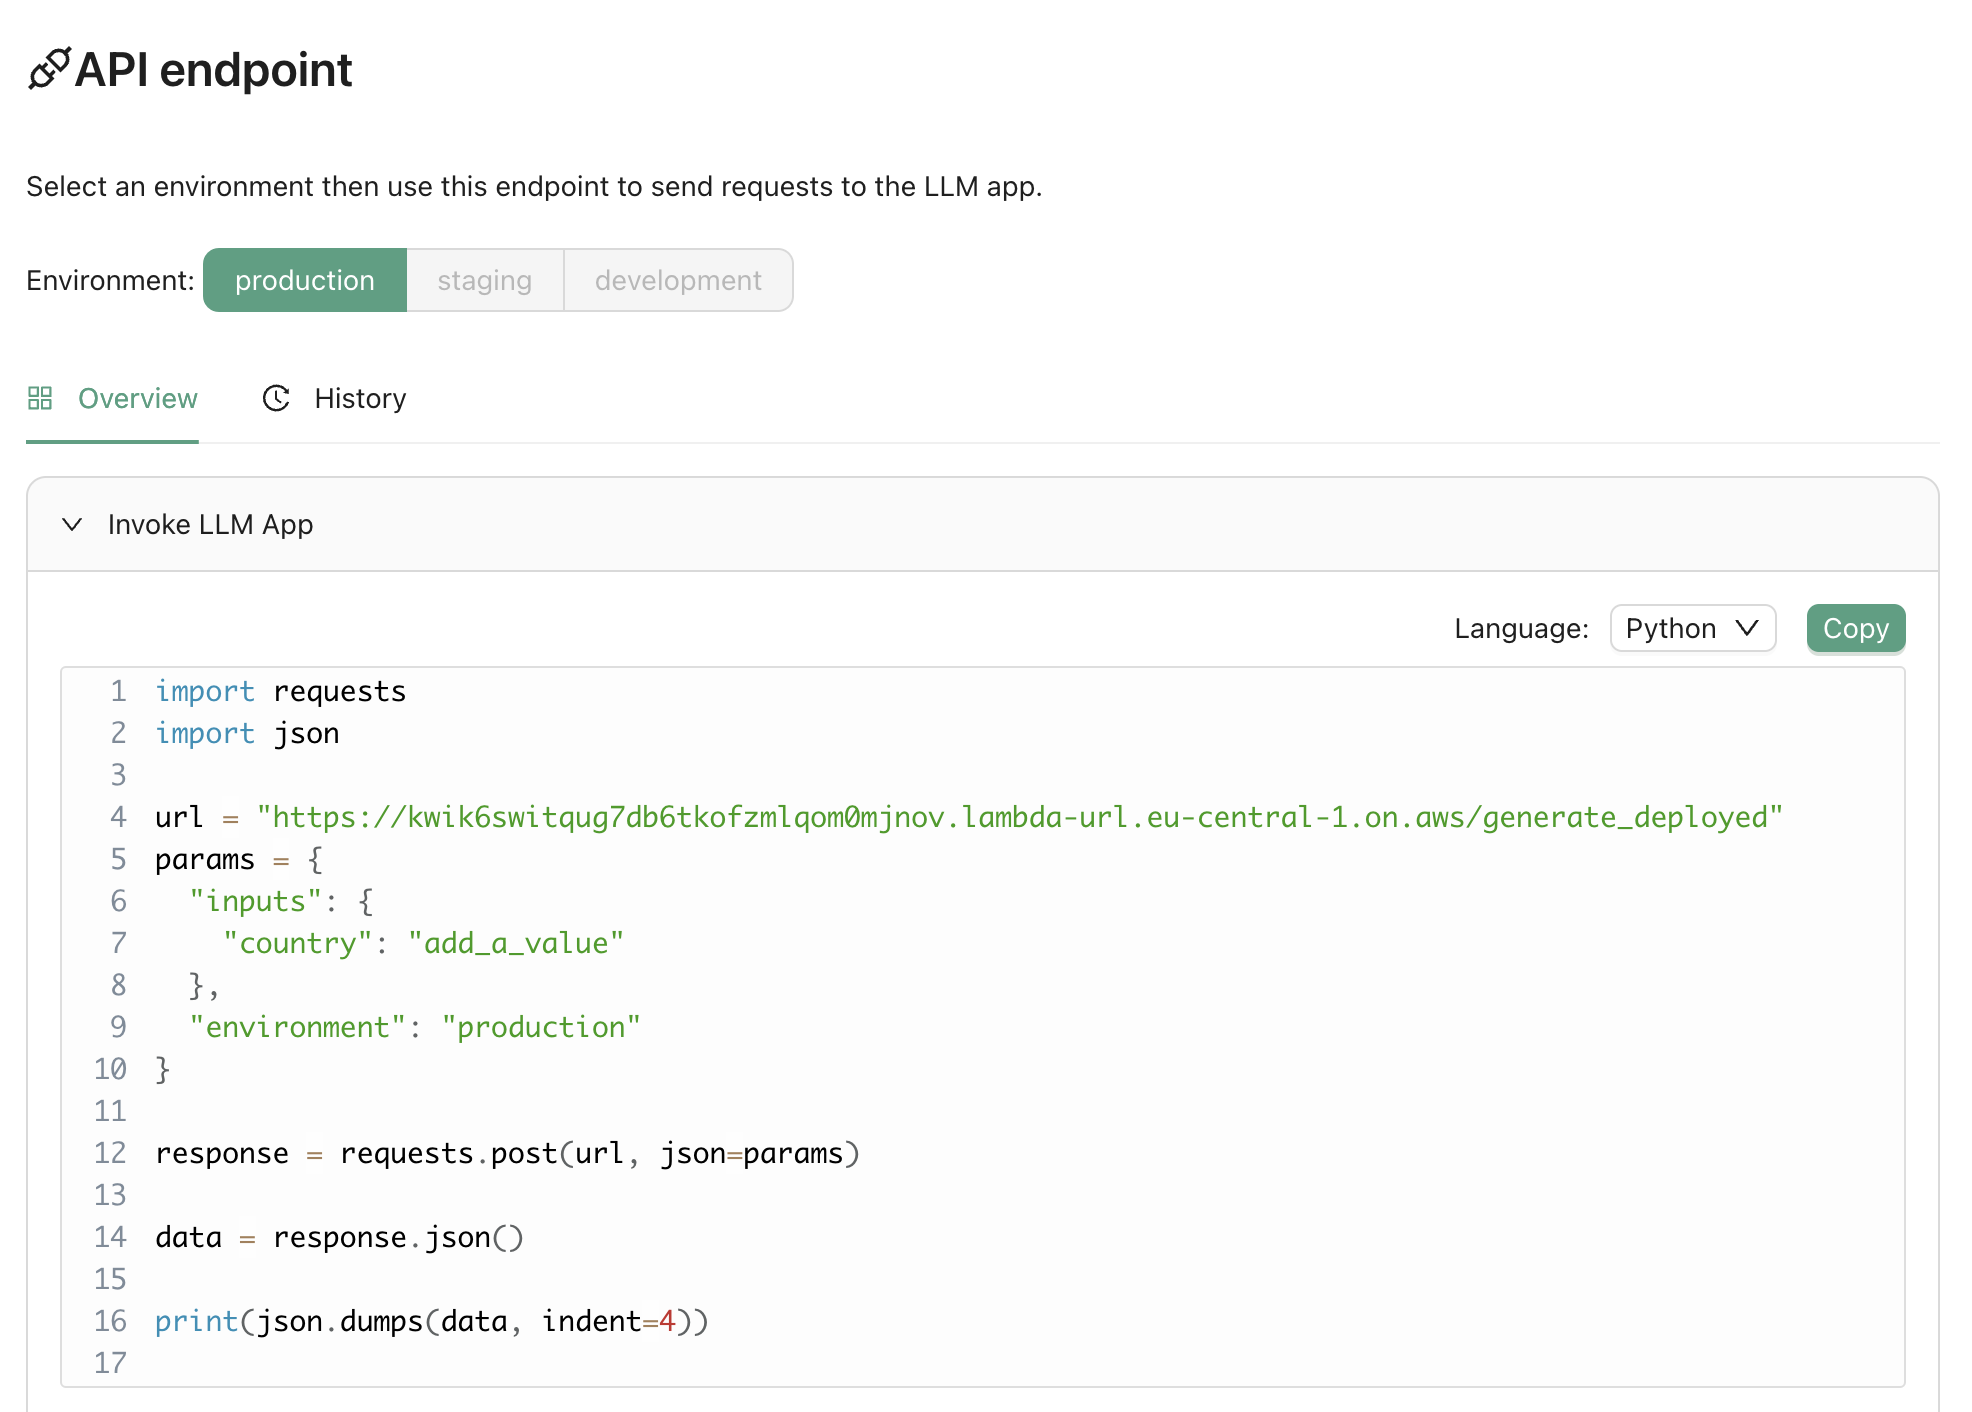 API endpoint
Select an environment then use this endpoint to send requests to the LLM app.
Environment: production staging development
Overview History
Invoke LLM App
Language: Python Copy
1 import requests
2 import json
3
4 url = "https://kwik6switqug7db6tkofzmlqom0mjnov.lambda-url.eu-central-1.on.aws/generate_deployed"
5 params = {
6   "inputs": {
7     "country": "add_a_value"
8   },
9   "environment": "production"
10 }
11
12 response = requests.post(url, json=params)
13
14 data = response.json()
15
16 print(json.dumps(data, indent=4))
17